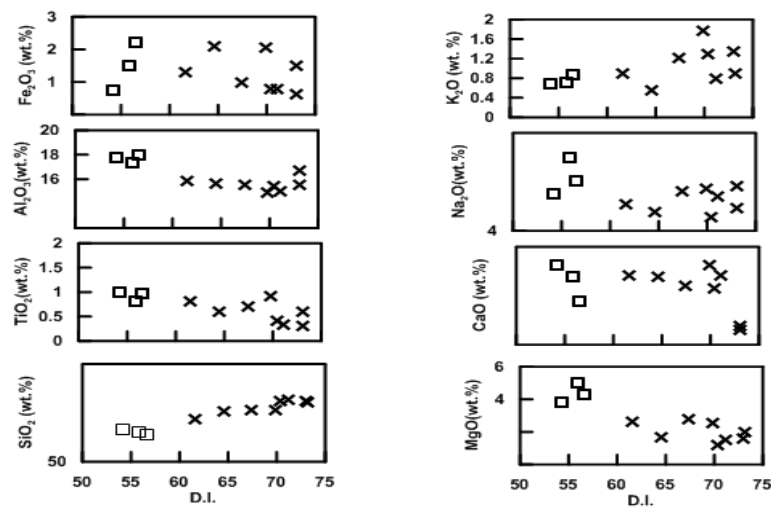 Fe₂O₃ (wt.%)
3
2
1
Al₂O₃(wt.%)
20
18
16
TiO₂(wt.%)
2
1.5
1
0.5
0
SiO₂ (wt.%)
50
50 55 60 65 70 75
D.I.
K₂O (wt. %)
2
1.6
1.2
0.8
0.4
0
Na₂O(wt.%)
4
CaO (wt. %)
MgO(wt.%)
6
4
50 55 60 65 70 75
D.I.